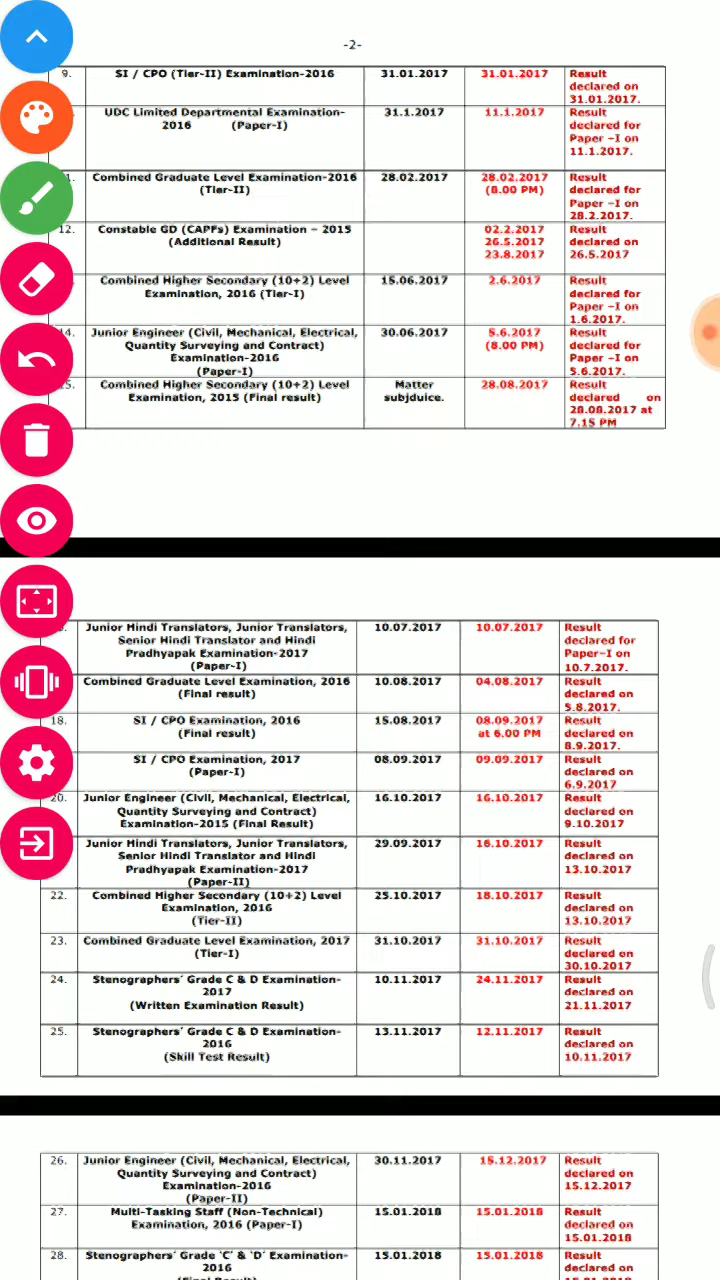 -2-
9. SI / CPO (Tier-II) Examination-2016 31.01.2017 31.01.2017 Result
declared on
31.01.2017.
UDC Limited Departmental Examination- 31.1.2017 11.1.2017 Result
2016 (Paper-I) declared for
Paper –I on
11.1.2017.
1. Combined Graduate Level Examination-2016 28.02.2017 28.02.2017 Result
(Tier-II) (8.00 PM) declared for
Paper –I on
28.2.2017.
12. Constable GD (CAPFs) Examination – 2015 02.2.2017 Result
(Additional Result) 26.5.2017 declared on
23.8.2017 26.5.2017
Combined Higher Secondary (10+2) Level 15.06.2017 2.6.2017 Result
Examination, 2016 (Tier-I) declared for
Paper –I on
1.6.2017.
14. Junior Engineer (Civil, Mechanical, Electrical, 30.06.2017 5.6.2017 Result
Quantity Surveying and Contract) (8.00 PM) declared for
Examination-2016 Paper –I on
(Paper-I) 5.6.2017.
15. Combined Higher Secondary (10+2) Level Matter 28.08.2017 Result
Examination, 2015 (Final result) subjduice. declared on
28.08.2017 at
7.15 PM
Junior Hindi Translators, Junior Translators, 10.07.2017 10.07.2017 Result
Senior Hindi Translator and Hindi declared for
Pradhyapak Examination-2017 Paper–I on
(Paper-I) 10.7.2017.
Combined Graduate Level Examination, 2016 10.08.2017 04.08.2017 Result
(Final result) declared on
5.8.2017.
18. SI / CPO Examination, 2016 15.08.2017 08.09.2017 Result
(Final result) at 6.00 PM declared on
8.9.2017.
SI / CPO Examination, 2017 08.09.2017 09.09.2017 Result
(Paper-I) declared on
6.9.2017
20. Junior Engineer (Civil, Mechanical, Electrical, 16.10.2017 16.10.2017 Result
Quantity Surveying and Contract) declared on
Examination-2015 (Final Result) 9.10.2017
Junior Hindi Translators, Junior Translators, 29.09.2017 16.10.2017 Result
Senior Hindi Translator and Hindi declared on
Pradhyapak Examination-2017 13.10.2017
(Paper-II)
22. Combined Higher Secondary (10+2) Level 25.10.2017 18.10.2017 Result
Examination, 2016 declared on
(Tier-II) 13.10.2017
23. Combined Graduate Level Examination, 2017 31.10.2017 31.10.2017 Result
(Tier-I) declared on
30.10.2017
24. Stenographers' Grade C & D Examination- 10.11.2017 24.11.2017 Result
2017 declared on
(Written Examination Result) 21.11.2017
25. Stenographers' Grade C & D Examination- 13.11.2017 12.11.2017 Result
2016 declared on
(Skill Test Result) 10.11.2017
26. Junior Engineer (Civil, Mechanical, Electrical, 30.11.2017 15.12.2017 Result
Quantity Surveying and Contract) declared on
Examination-2016 15.12.2017
(Paper-II)
27. Multi-Tasking Staff (Non-Technical) 15.01.2018 15.01.2018 Result
Examination, 2016 (Paper-I) declared on
15.01.2018
28. Stenographers' Grade 'C' & 'D' Examination- 15.01.2018 15.01.2018 Result
2016 declared on